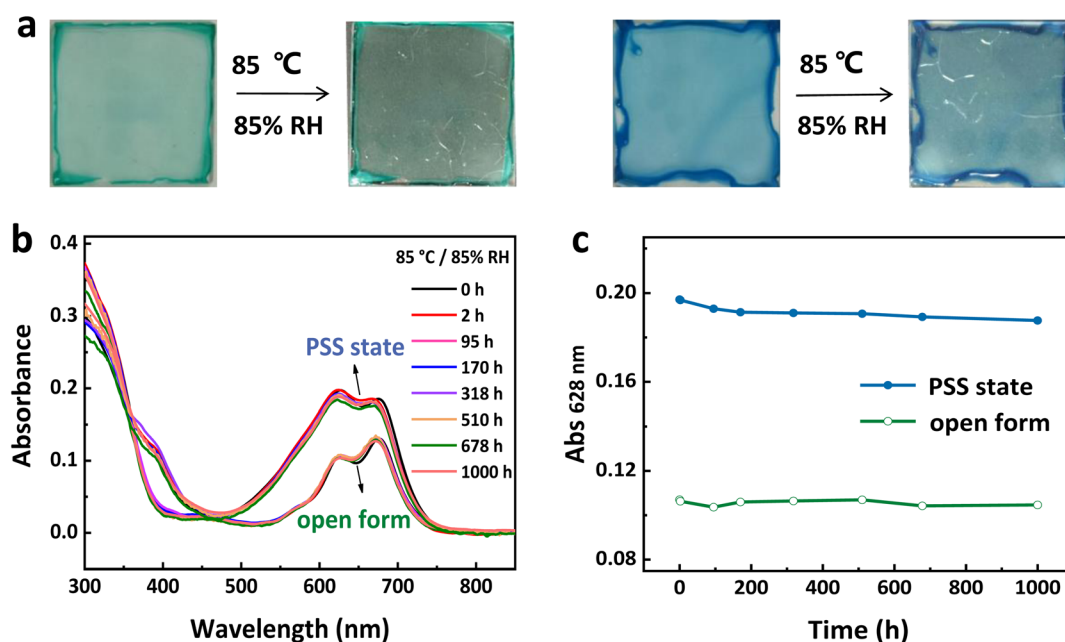 a
85 ℃
85% RH
85 ℃
85% RH
b
0.4
0.3
0.2
0.1
0.0
Absorbance
300
400
500
600
700
800
Wavelength (nm)
85 °C / 85% RH
0 h
2 h
95 h
170 h
318 h
510 h
678 h
1000 h
PSS state
open form
c
0.20
0.16
0.12
0.08
Abs 628 nm
0
200
400
600
800
1000
Time (h)
PSS state
open form